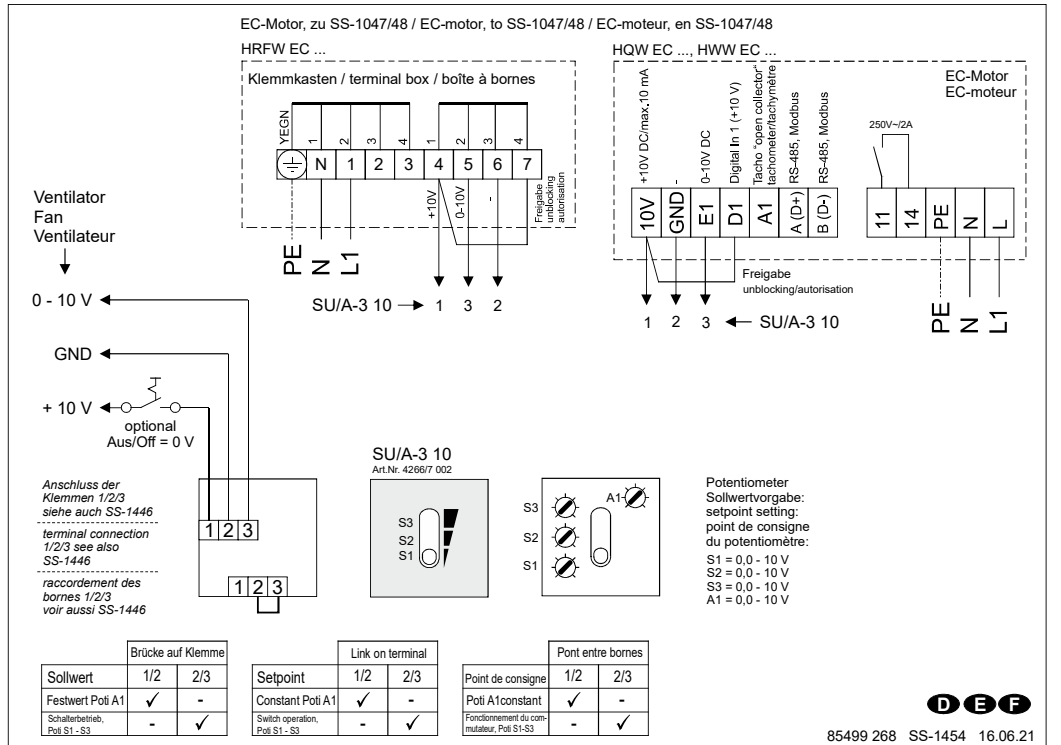 EC-Motor, zu SS-1047/48 / EC-motor, to SS-1047/48 / EC-moteur, en SS-1047/48
HRFW EC ...
Klemmkasten / terminal box / boîte à bornes
YEGN
1
2
3
4
1
2
3
4
N 1 2 3 4 5 6 7
+10V
0-10V
-
Freigabe
unblocking
autorisation
PE
N
L1
SU/A-3 10
1 3 2
HQW EC ..., HWW EC ...
EC-Motor
EC-moteur
+10V DC/max,10 mA
-
0-10V DC
Digital In 1 (+10 V)
Tacho "open collector"
tachometer/tachymètre
RS-485, Modbus
RS-485, Modbus
250V~/2A
10V
GND
E1
D1
A1
A (D+)
B (D-)
11
14
PE
N
L
Freigabe
unblocking/autorisation
1 2 3
SU/A-3 10
PE
N
L1
Ventilator
Fan
Ventilateur
0 - 10 V
GND
+ 10 V
optional
Aus/Off = 0 V
Anschluss der
Klemmen 1/2/3
siehe auch SS-1446
terminal connection
1/2/3 see also
SS-1446
raccordement des
bornes 1/2/3
voir aussi SS-1446
1 2 3
1 2 3
SU/A-3 10
Art.Nr. 4266/7 002
S3
S2
S1
S3
S2
S1
A1
Potentiometer
Sollwertvorgabe:
setpoint setting:
point de consigne
du potentiomètre:
S1 = 0,0 - 10 V
S2 = 0,0 - 10 V
S3 = 0,0 - 10 V
A1 = 0,0 - 10 V
Brücke auf Klemme
Sollwert 1/2 2/3
Festwert Poti A1 ✓ -
Schalterbetrieb,
Poti S1 - S3 - ✓
Link on terminal
Setpoint 1/2 2/3
Constant Poti A1 ✓ -
Switch operation,
Poti S1 - S3 - ✓
Pont entre bornes
Point de consigne 1/2 2/3
Poti A1constant ✓ -
Fonctionnement du com-
mutateur, Poti S1-S3 - ✓
D E F
85499 268 SS-1454 16.06.21